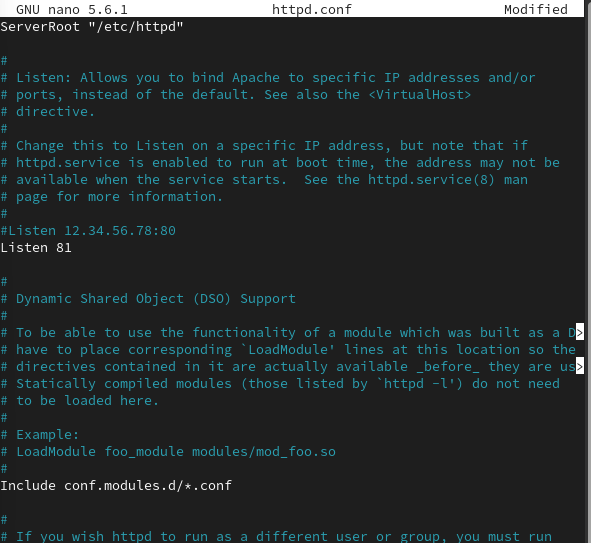 GNU nano 5.6.1 httpd.conf Modified
ServerRoot "/etc/httpd"
#
# Listen: Allows you to bind Apache to specific IP addresses and/or
# ports, instead of the default. See also the <VirtualHost>
# directive.
#
# Change this to Listen on a specific IP address, but note that if
# httpd.service is enabled to run at boot time, the address may not be
# available when the service starts.  See the httpd.service(8) man
# page for more information.
#
#Listen 12.34.56.78:80
Listen 81
#
# Dynamic Shared Object (DSO) Support
#
# To be able to use the functionality of a module which was built as a D>
# have to place corresponding `LoadModule' lines at this location so the
# directives contained in it are actually available _before_ they are us>
# Statically compiled modules (those listed by `httpd -l') do not need
# to be loaded here.
#
# Example:
# LoadModule foo_module modules/mod_foo.so
#
Include conf.modules.d/*.conf
#
# If you wish httpd to run as a different user or group, you must run